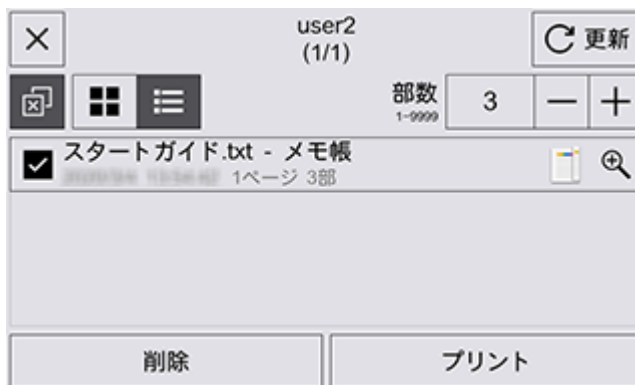 user2
(1/1)
更新
部数
1-9999
3
スタートガイド.txt - メモ帳
1ページ 3部
削除
プリント